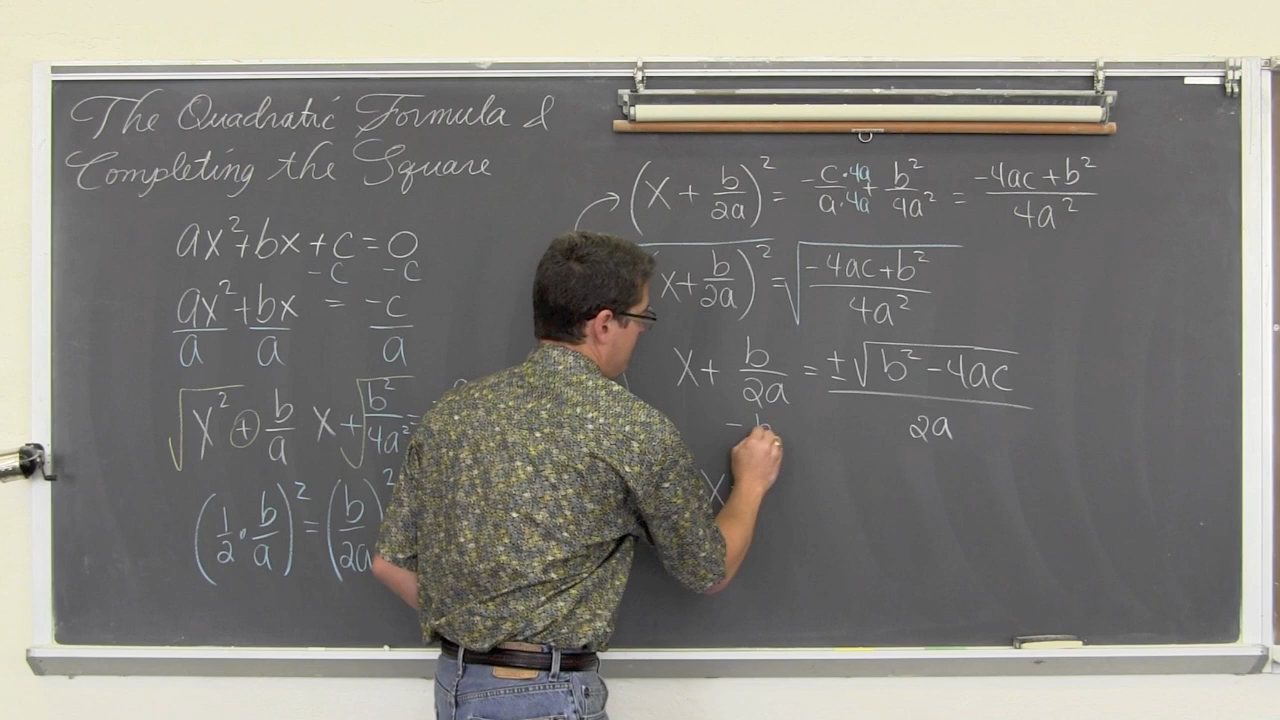 The Quadratic Formula &
Completing the Square
ax²+bx+c=0
-c -c
ax²/a + bx/a = -c/a
√x² + b/a x + √b²/4a² =
(1/2 · b/a)² = (b/2a)²
(x + b/2a)² = -c·4a/a·4a + b²/4a² = -4ac+b²/4a²
(x + b/2a)² = √-4ac+b²/4a²
x + b/2a = ±√b²-4ac/2a
- b
x